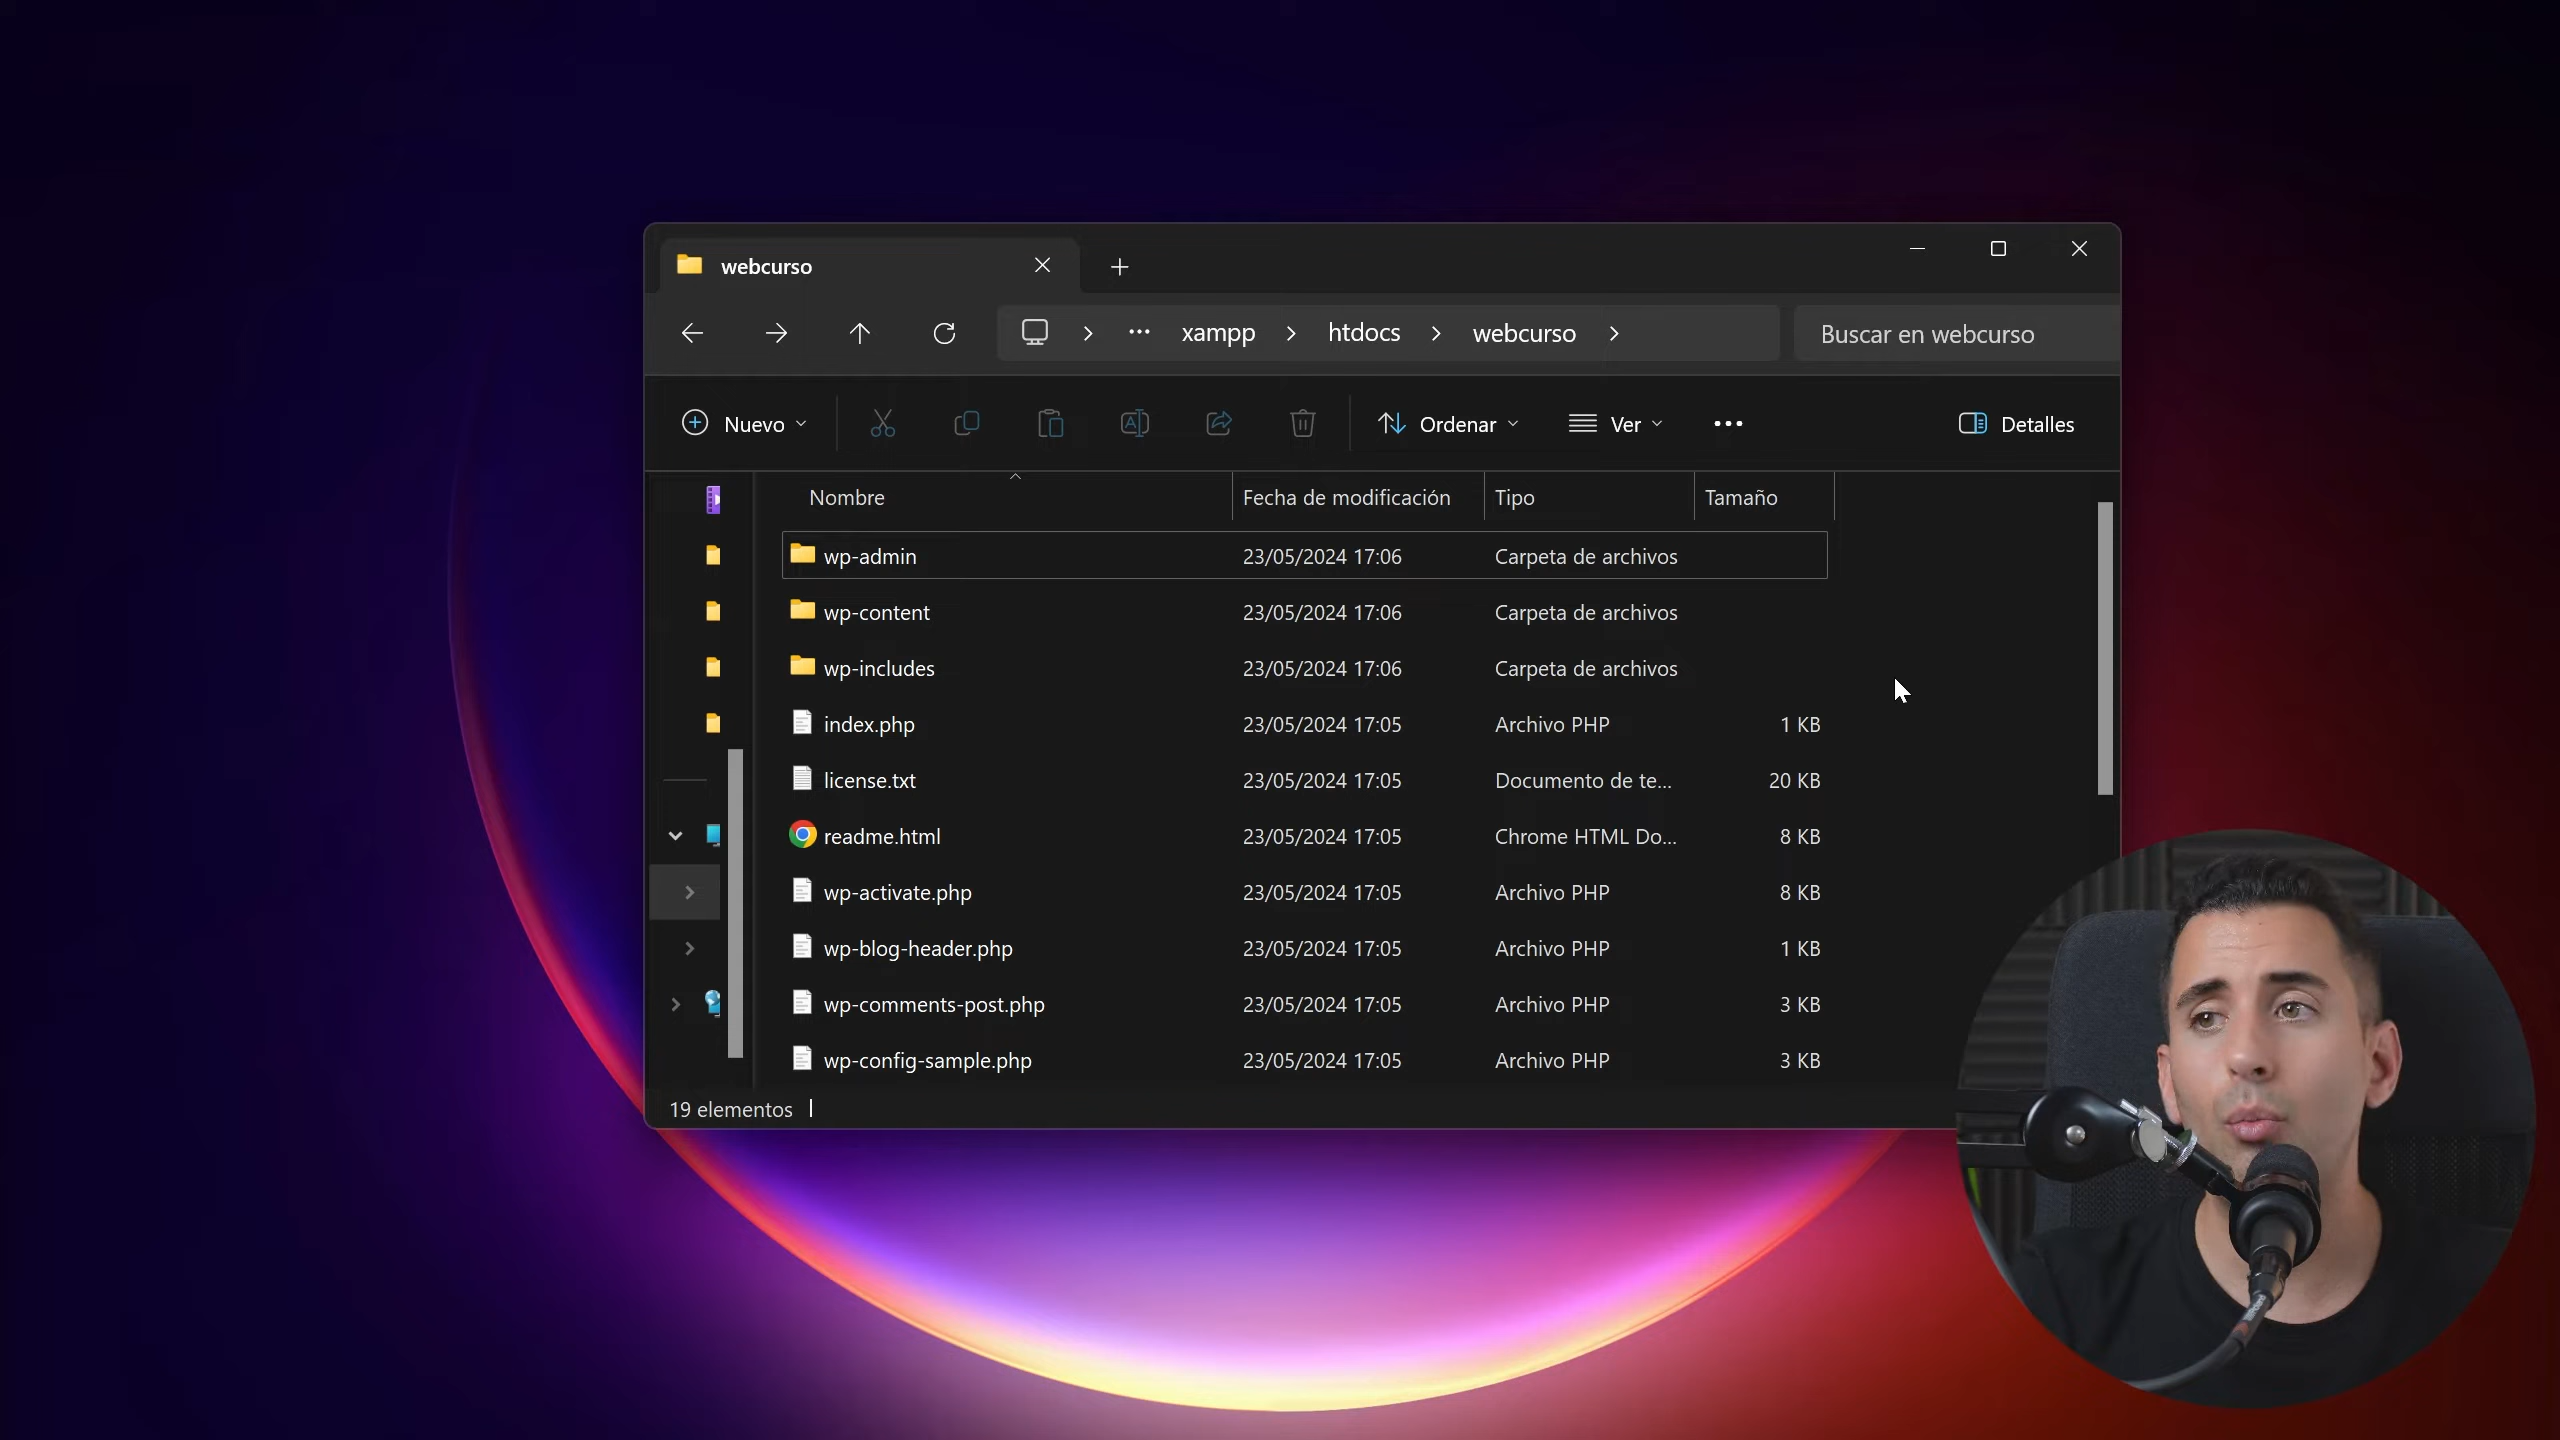 webcurso
xampp htdocs webcurso Buscar en webcurso
Nuevo Ordenar Ver Detalles
Nombre Fecha de modificación Tipo Tamaño
wp-admin 23/05/2024 17:06 Carpeta de archivos
wp-content 23/05/2024 17:06 Carpeta de archivos
wp-includes 23/05/2024 17:06 Carpeta de archivos
index.php 23/05/2024 17:05 Archivo PHP 1 KB
license.txt 23/05/2024 17:05 Documento de te... 20 KB
readme.html 23/05/2024 17:05 Chrome HTML Do... 8 KB
wp-activate.php 23/05/2024 17:05 Archivo PHP 8 KB
wp-blog-header.php 23/05/2024 17:05 Archivo PHP 1 KB
wp-comments-post.php 23/05/2024 17:05 Archivo PHP 3 KB
wp-config-sample.php 23/05/2024 17:05 Archivo PHP 3 KB
19 elementos